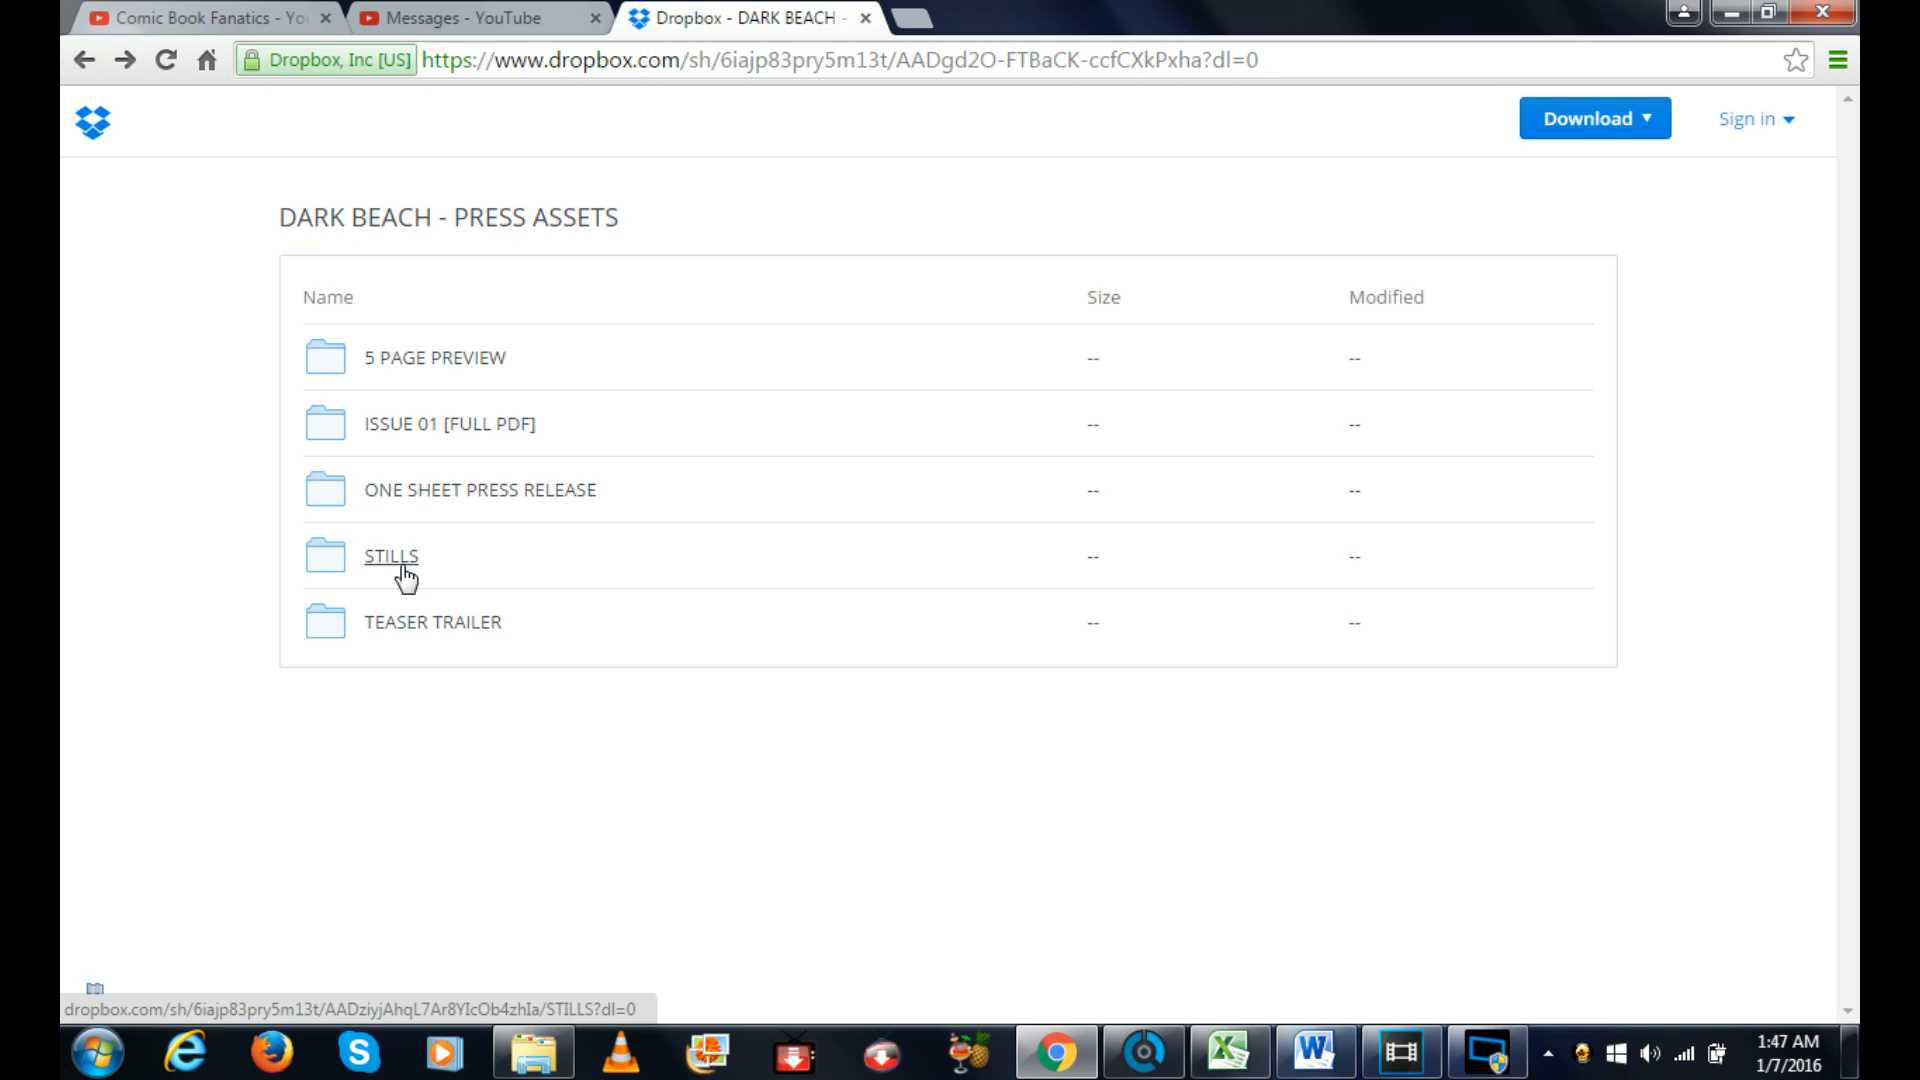 Comic Book Fanatics - You
Messages - YouTube
Dropbox - DARK BEACH -
Dropbox, Inc [US]
https://www.dropbox.com/sh/6iajp83pry5m13t/AADgd2O-FTBaCK-ccfCXkPxha?dl=0
Download
Sign in
DARK BEACH - PRESS ASSETS
Name Size Modified
5 PAGE PREVIEW -- --
ISSUE 01 [FULL PDF] -- --
ONE SHEET PRESS RELEASE -- --
STILLS -- --
TEASER TRAILER -- --
dropbox.com/sh/6iajp83pry5m13t/AADziyjAhqL7Ar8YIcOb4zhIa/STILLS?dl=0
1:47 AM
1/7/2016